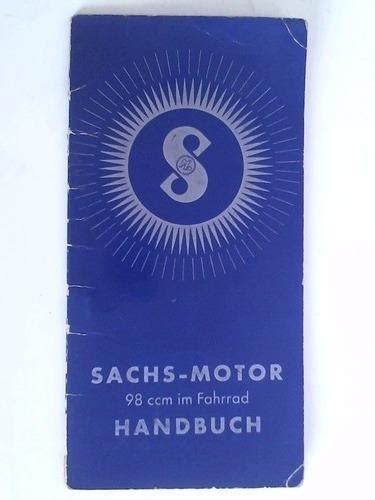 S
SACHS-MOTOR
98 ccm im Fahrrad
HANDBUCH